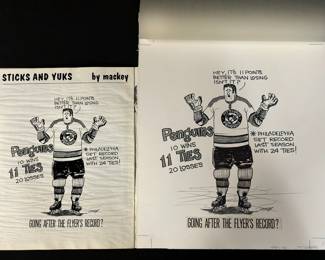 STICKS AND YUKS by mackey
HEY, IT'S 11 POINTS
BETTER THAN LOSING
ISN'T IT?
Penguins
10 WINS
11 TIES
20 LOSSES
* PHILADELPHIA
SET RECORD
LAST SEASON
WITH 24 TIES!
GOING AFTER THE FLYER'S RECORD?
HEY, IT'S 11 POINTS
BETTER THAN LOSING
ISN'T IT?
Penguins
10 WINS
11 TIES
20 LOSSES
* PHILADELPHIA
SET RECORD
LAST SEASON
WITH 24 TIES!
GOING AFTER THE FLYER'S RECORD?